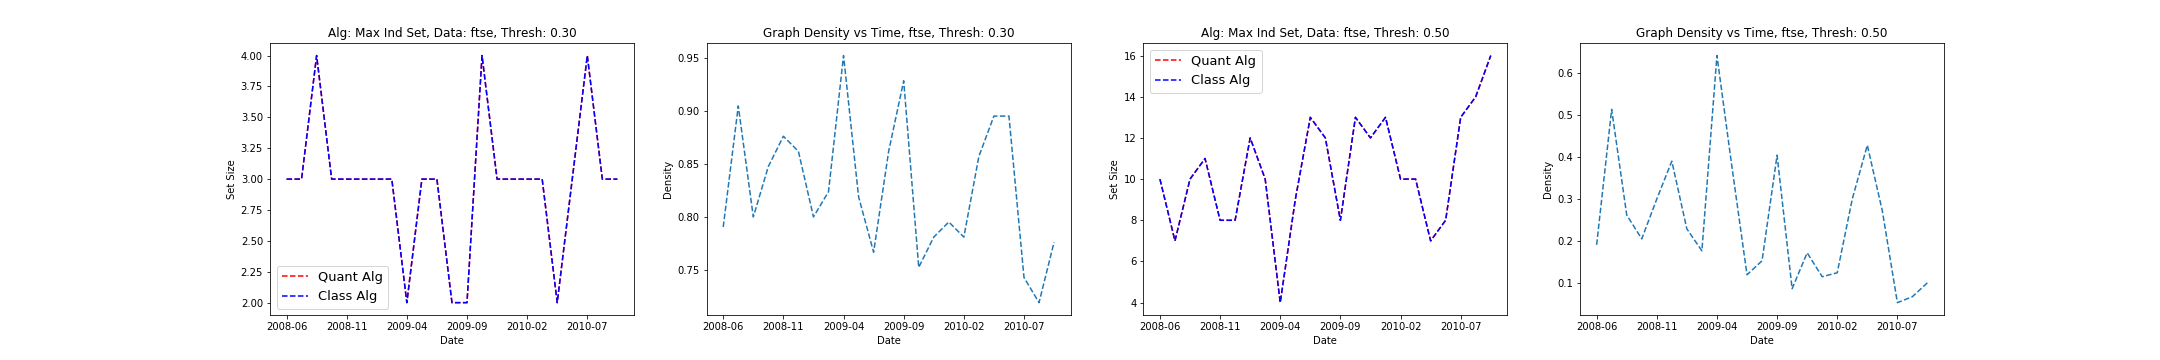 Alg: Max Ind Set, Data: ftse, Thresh: 0.30
4.00
3.75
3.50
3.25
3.00
2.75
2.50
2.25
2.00
Set Size
Quant Alg
Class Alg
2008-06 2008-11 2009-04 2009-09 2010-02 2010-07
Date
Graph Density vs Time, ftse, Thresh: 0.30
0.95
0.90
0.85
0.80
0.75
Density
2008-06 2008-11 2009-04 2009-09 2010-02 2010-07
Date
Alg: Max Ind Set, Data: ftse, Thresh: 0.50
Quant Alg
Class Alg
16
14
12
10
8
6
4
Set Size
2008-06 2008-11 2009-04 2009-09 2010-02 2010-07
Date
Graph Density vs Time, ftse, Thresh: 0.50
0.6
0.5
0.4
0.3
0.2
0.1
Density
2008-06 2008-11 2009-04 2009-09 2010-02 2010-07
Date